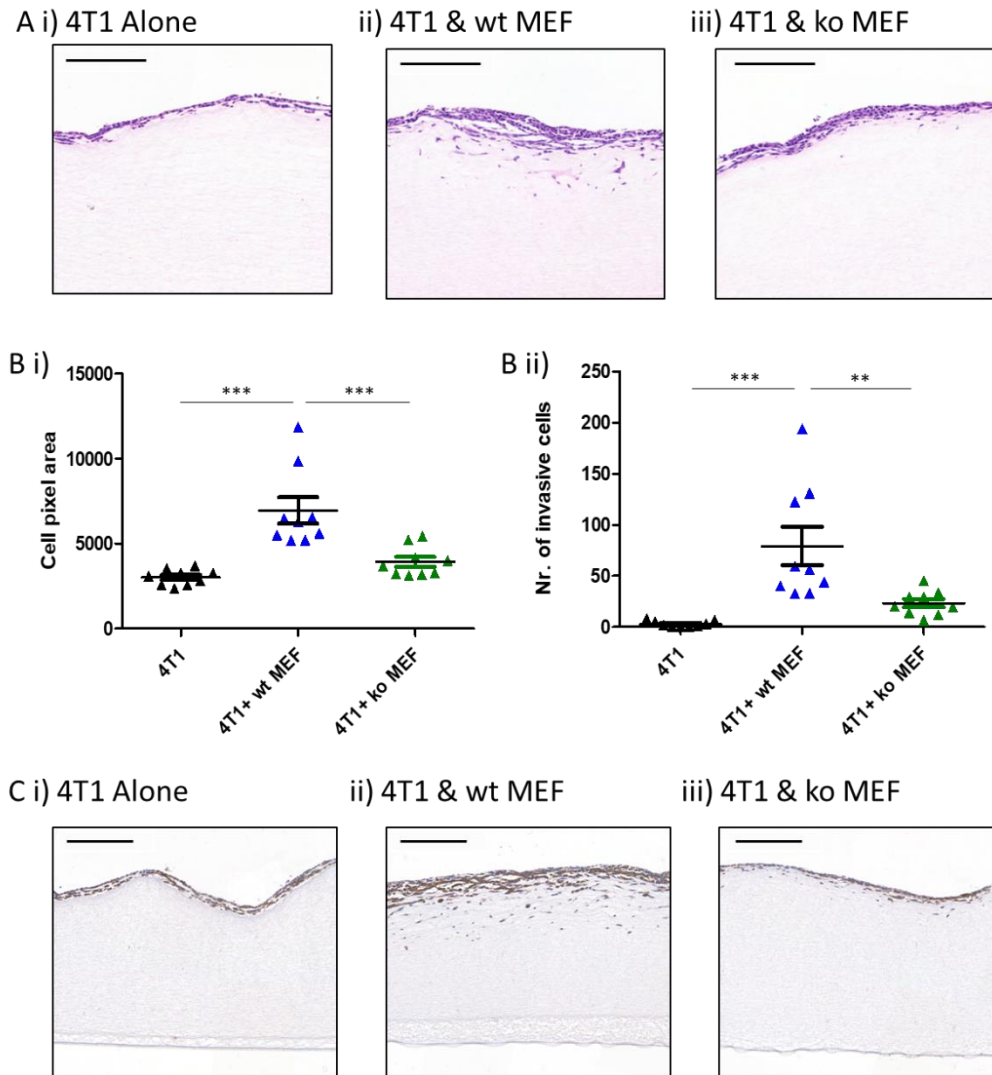 A i) 4T1 Alone
ii) 4T1 & wt MEF
iii) 4T1 & ko MEF
B i)
15000
10000
5000
0
Cell pixel area
***
***
4T1
4T1+ wt MEF
4T1+ ko MEF
B ii)
250
200
150
100
50
0
Nr. of invasive cells
***
**
4T1
4T1+ wt MEF
4T1+ ko MEF
C i) 4T1 Alone
ii) 4T1 & wt MEF
iii) 4T1 & ko MEF